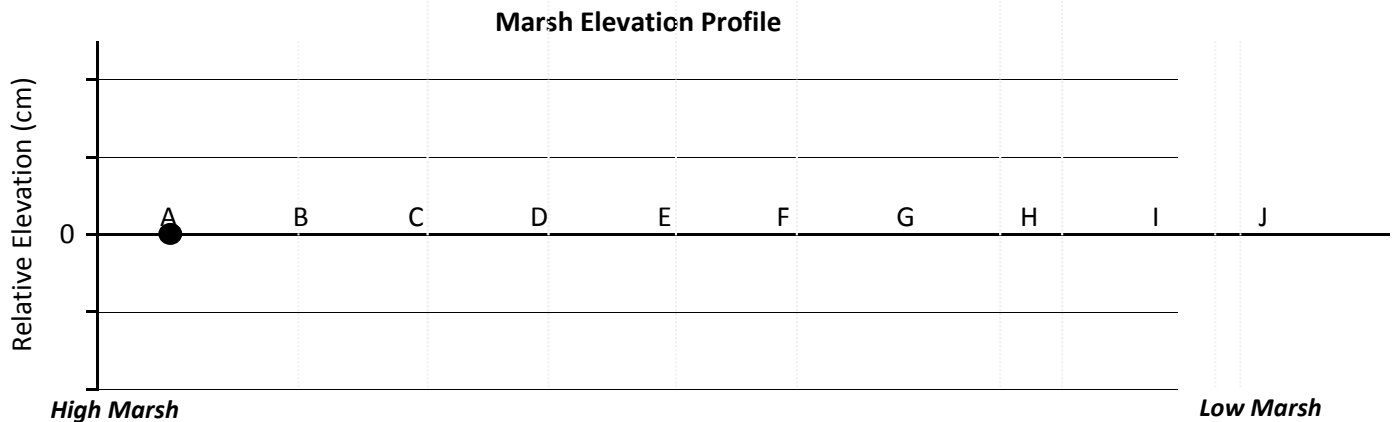 Marsh Elevation Profile
Relative Elevation (cm)
A B C D E F G H I J
0
High Marsh Low Marsh